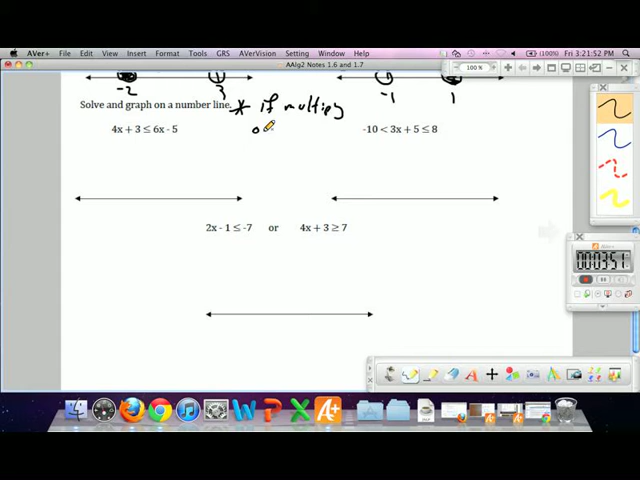 AVer+ File Edit View Insert Format Tools GRS AVerVision Setting Window Help (100%) Fri 3:21:52 PM
AAlg2 Notes 1.6 and 1.7
100 %
-2 3 -1 1
Solve and graph on a number line. * if multiply
o
4x + 3 ≤ 6x - 5 -10 < 3x + 5 ≤ 8
2x - 1 ≤ -7 or 4x + 3 ≥ 7
00:03:51